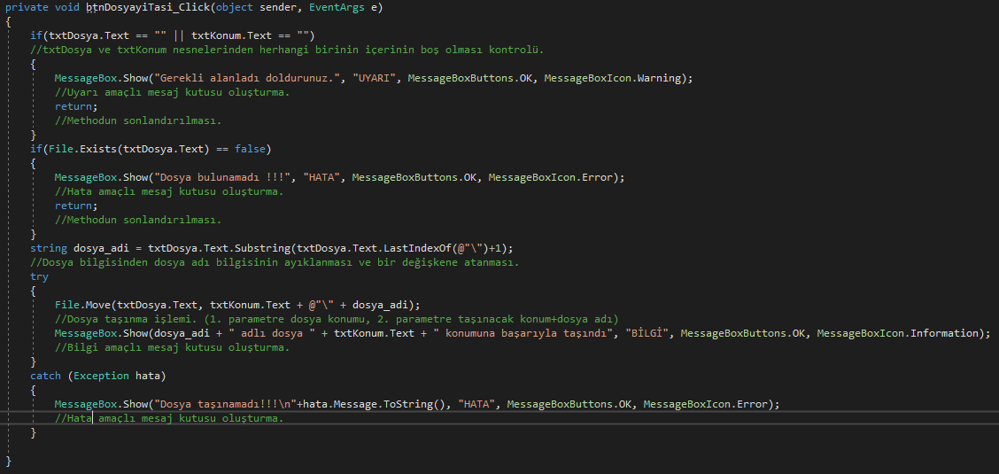 private void btnDosyayiTasi_Click(object sender, EventArgs e)
{
if(txtDosya.Text == "" || txtKonum.Text == "")
//txtDosya ve txtKonum nesnelerinden herhangi birinin içerinin boş olması kontrolü.
{
MessageBox.Show("Gerekli alanladı doldurunuz.", "UYARI", MessageBoxButtons.OK, MessageBoxIcon.Warning);
//Uyarı amaçlı mesaj kutusu oluşturma.
return;
//Methodun sonlandırılması.
}
if(File.Exists(txtDosya.Text) == false)
{
MessageBox.Show("Dosya bulunamadı !!!", "HATA", MessageBoxButtons.OK, MessageBoxIcon.Error);
//Hata amaçlı mesaj kutusu oluşturma.
return;
//Methodun sonlandırılması.
}
string dosya_adi = txtDosya.Text.Substring(txtDosya.Text.LastIndexOf(@"\")+1);
//Dosya bilgisinden dosya adı bilgisinin ayıklanması ve bir değişkene atanması.
try
{
File.Move(txtDosya.Text, txtKonum.Text + @"\" + dosya_adi);
//Dosya taşınma işlemi. (1. parametre dosya konumu, 2. parametre taşınacak konum+dosya adı)
MessageBox.Show(dosya_adi + " adlı dosya " + txtKonum.Text + " konumuna başarıyla taşındı", "BİLGİ", MessageBoxButtons.OK, MessageBoxIcon.Information);
//Bilgi amaçlı mesaj kutusu oluşturma.
}
catch (Exception hata)
{
MessageBox.Show("Dosya taşınamadı!!!\n"+hata.Message.ToString(), "HATA", MessageBoxButtons.OK, MessageBoxIcon.Error);
//Hata amaçlı mesaj kutusu oluşturma.
}
}